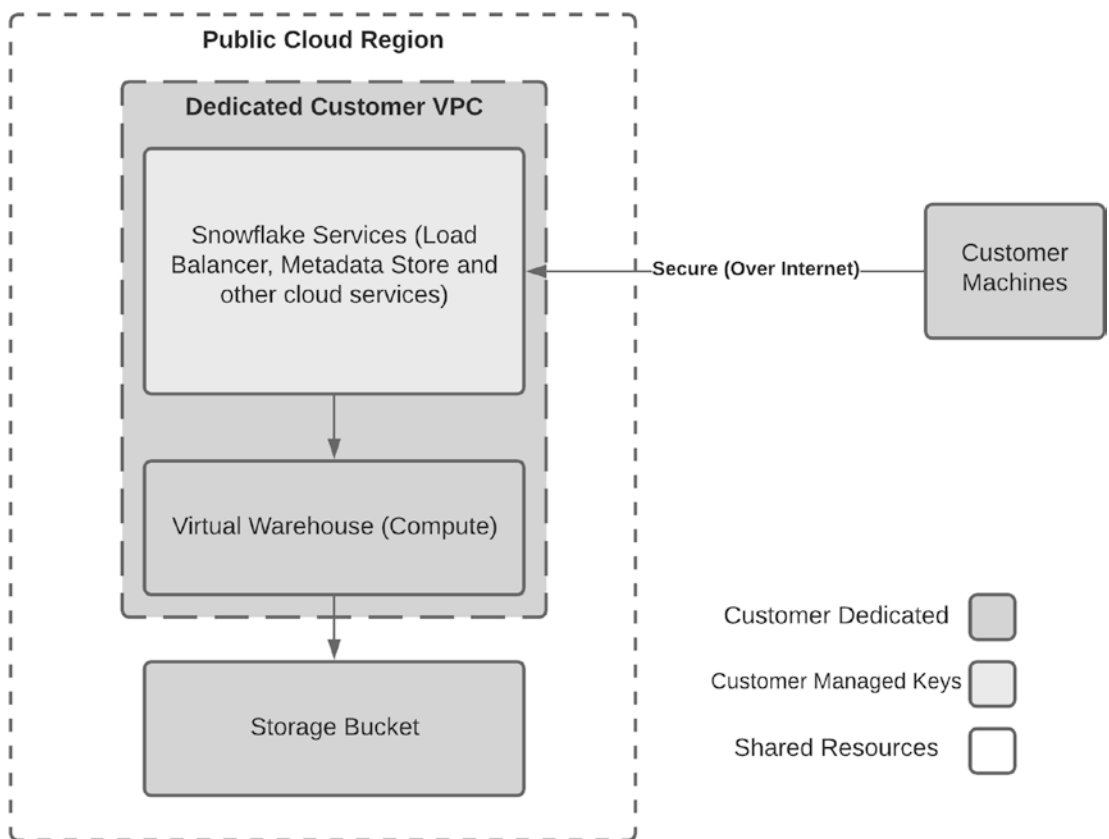 Public Cloud Region
Dedicated Customer VPC
Snowflake Services (Load
Balancer, Metadata Store and
other cloud services)
Secure (Over Internet)
Customer
Machines
Virtual Warehouse (Compute)
Storage Bucket
Customer Dedicated
Customer Managed Keys
Shared Resources